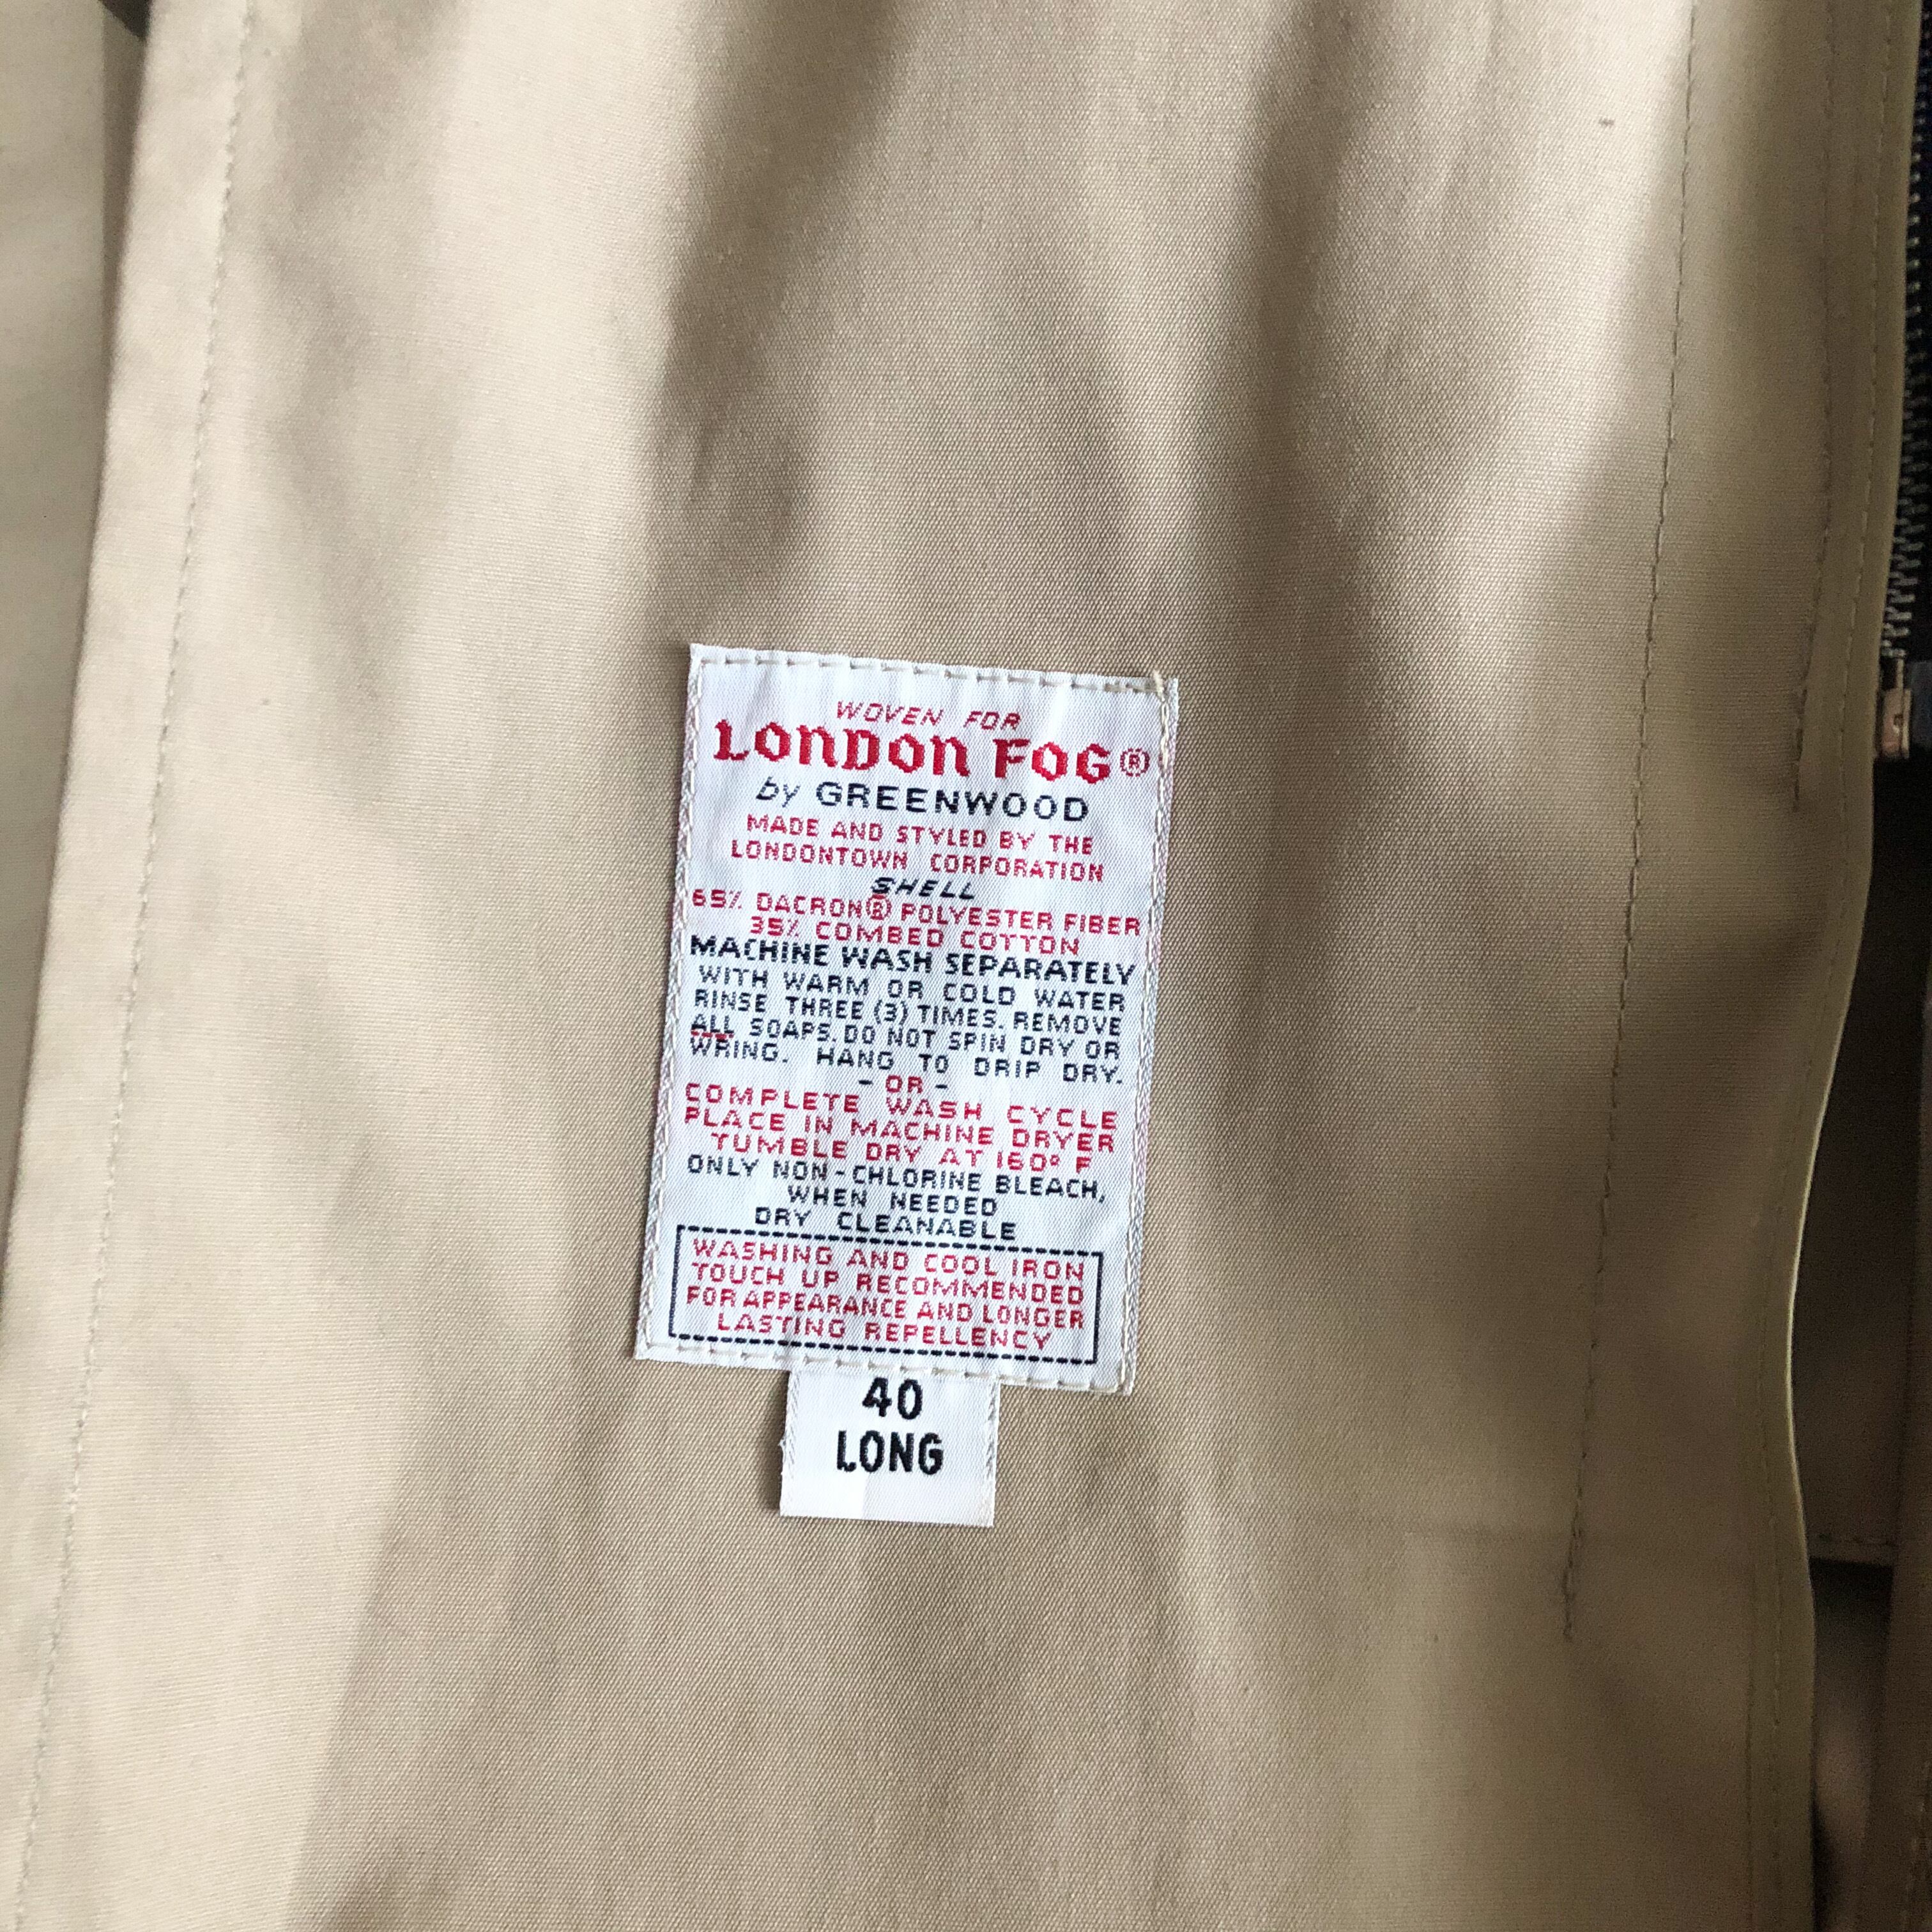 WOVEN FOR
LONDON FOG®
by GREENWOOD
MADE AND STYLED BY THE
LONDONTOWN CORPORATION
SHELL
65% DACRON® POLYESTER FIBER
35% COMBED COTTON
MACHINE WASH SEPARATELY
WITH WARM OR COLD WATER
RINSE THREE (3) TIMES. REMOVE
ALL SOAPS. DO NOT SPIN DRY OR
WRING. HANG TO DRIP DRY.
- OR -
COMPLETE WASH CYCLE
PLACE IN MACHINE DRYER
TUMBLE DRY AT 160° F
ONLY NON-CHLORINE BLEACH,
WHEN NEEDED
DRY CLEANABLE
WASHING AND COOL IRON
TOUCH UP RECOMMENDED
FOR APPEARANCE AND LONGER
LASTING REPELLENCY
40
LONG